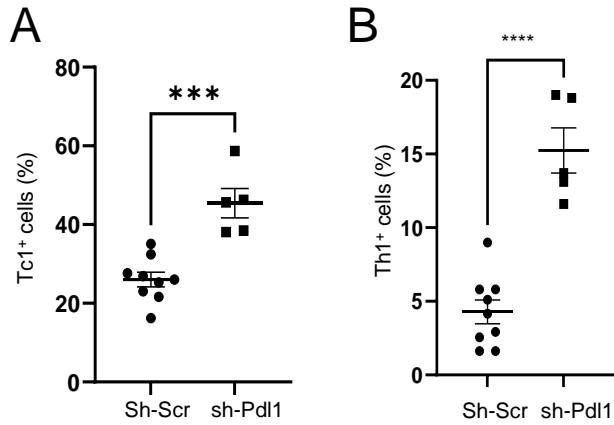 A
Tc1⁺ cells (%)
80
60
40
20
0
***
Sh-Scr sh-Pdl1
B
Th1⁺ cells (%)
20
15
10
5
0
****
Sh-Scr sh-Pdl1